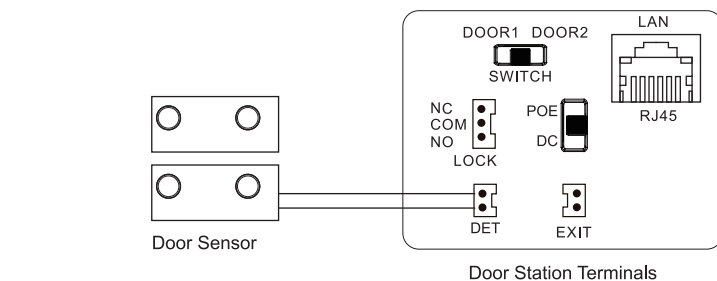 LAN
DOOR1 DOOR2
SWITCH
NC
COM
NO
LOCK
POE
DC
RJ45
DET
EXIT
Door Sensor
Door Station Terminals